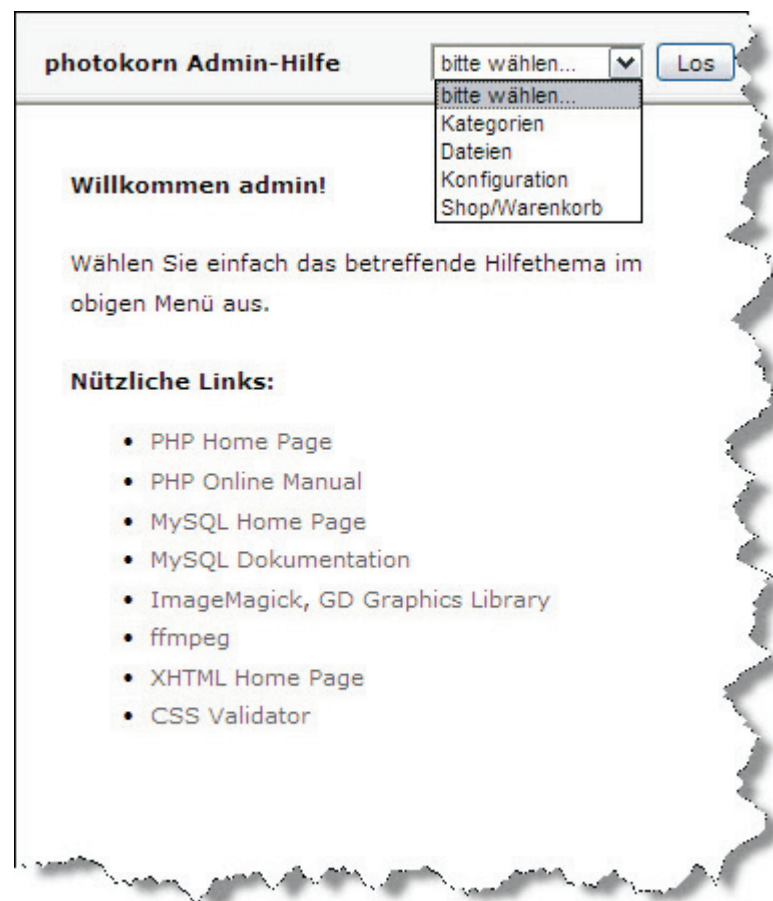 photokorn Admin-Hilfe
bitte wählen...
Los
bitte wählen...
Kategorien
Dateien
Konfiguration
Shop/Warenkorb
Willkommen admin!
Wählen Sie einfach das betreffende Hilfethema im
obigen Menü aus.
Nützliche Links:
• PHP Home Page
• PHP Online Manual
• MySQL Home Page
• MySQL Dokumentation
• ImageMagick, GD Graphics Library
• ffmpeg
• XHTML Home Page
• CSS Validator